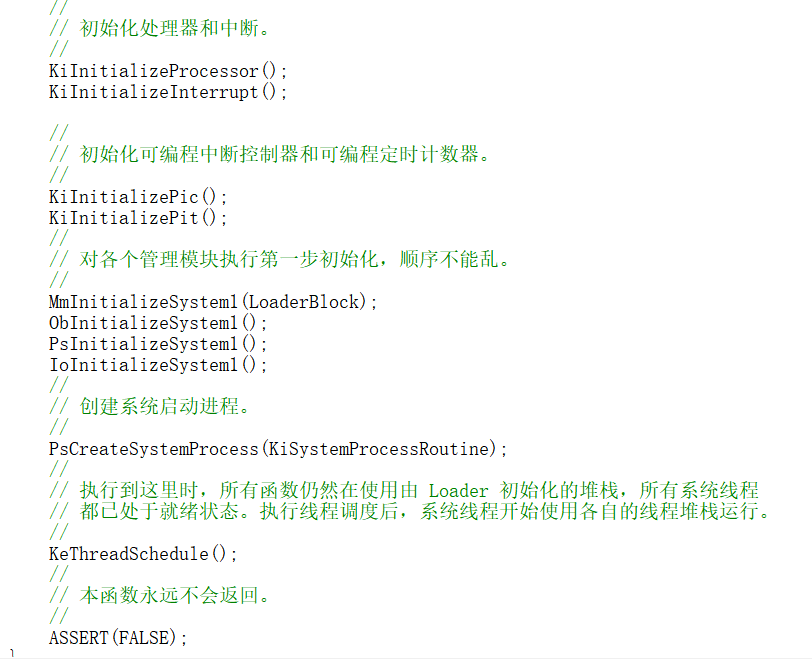 //
// 初始化处理器和中断。
//
KiInitializeProcessor();
KiInitializeInterrupt();
//
// 初始化可编程中断控制器和可编程定时计数器。
//
KiInitializePic();
KiInitializePit();
//
// 对各个管理模块执行第一步初始化，顺序不能乱。
//
MmInitializeSystem1(LoaderBlock);
ObInitializeSystem1();
PsInitializeSystem1();
IoInitializeSystem1();
//
// 创建系统启动进程。
//
PsCreateSystemProcess(KiSystemProcessRoutine);
//
// 执行到这里时，所有函数仍然在使用由 Loader 初始化的堆栈，所有系统线程
// 都已处于就绪状态。执行线程调度后，系统线程开始使用各自的线程堆栈运行。
//
KeThreadSchedule();
//
// 本函数永远不会返回。
//
ASSERT(FALSE);
}